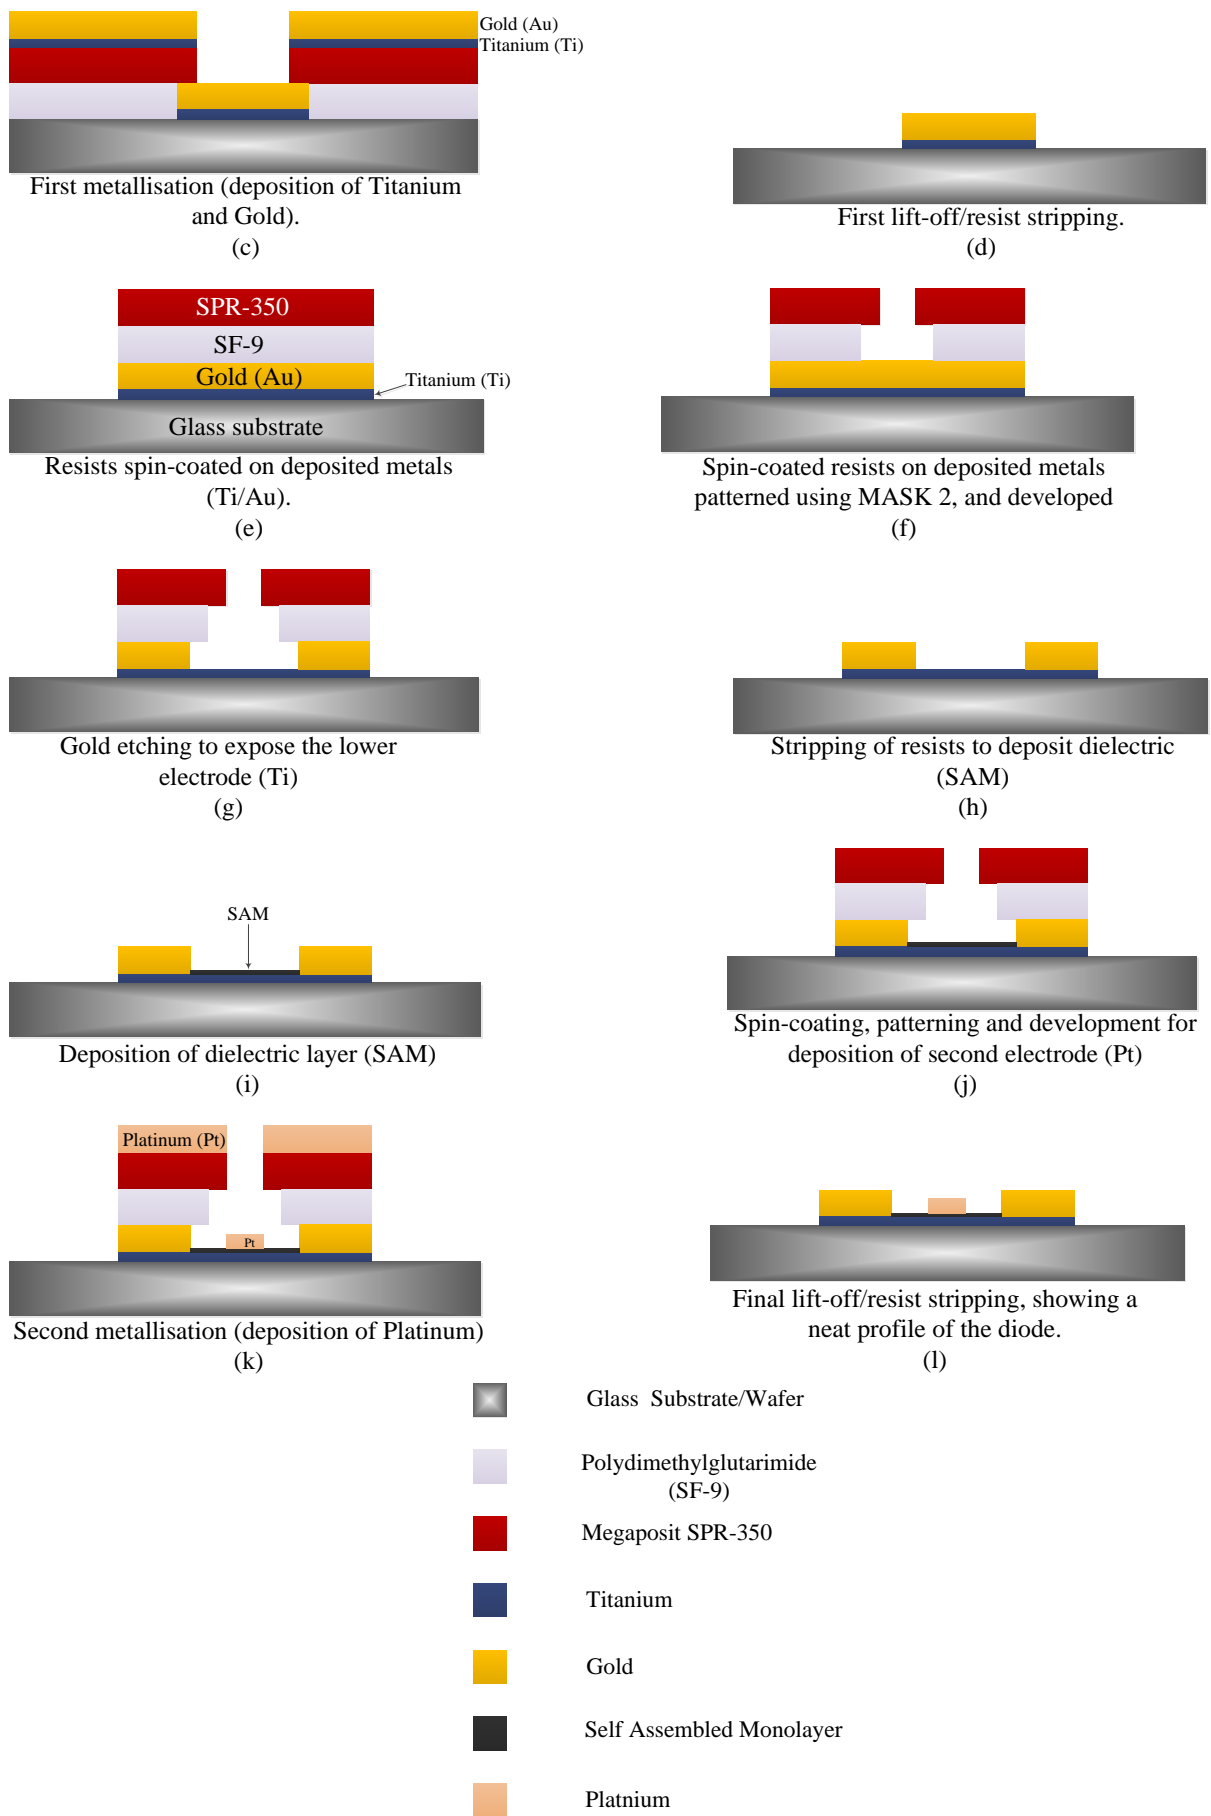 Gold (Au)
Titanium (Ti)
First metallisation (deposition of Titanium
and Gold).
(c)
First lift-off/resist stripping.
(d)
SPR-350
SF-9
Gold (Au)
Titanium (Ti)
Glass substrate
Resists spin-coated on deposited metals
(Ti/Au).
(e)
Spin-coated resists on deposited metals
patterned using MASK 2, and developed
(f)
Gold etching to expose the lower
electrode (Ti)
(g)
Stripping of resists to deposit dielectric
(SAM)
(h)
SAM
Deposition of dielectric layer (SAM)
(i)
Spin-coating, patterning and development for
deposition of second electrode (Pt)
(j)
Platinum (Pt)
Pt
Second metallisation (deposition of Platinum)
(k)
Final lift-off/resist stripping, showing a
neat profile of the diode.
(l)
Glass Substrate/Wafer
Polydimethylglutarimide
(SF-9)
Megaposit SPR-350
Titanium
Gold
Self Assembled Monolayer
Platnium